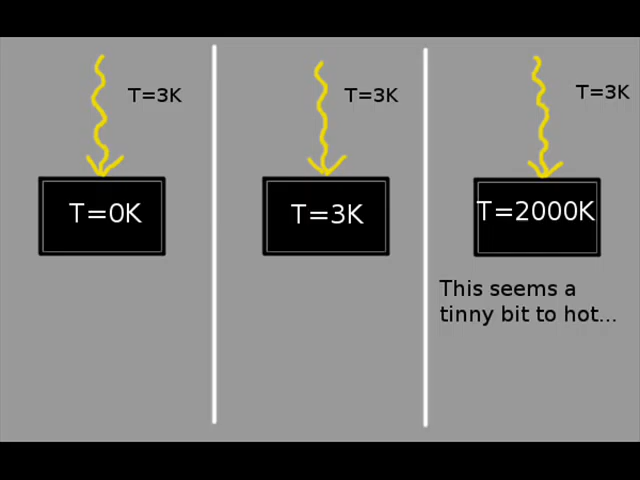 T=3K
T=3K
T=3K
T=0K
T=3K
T=2000K
This seems a
tinny bit to hot...